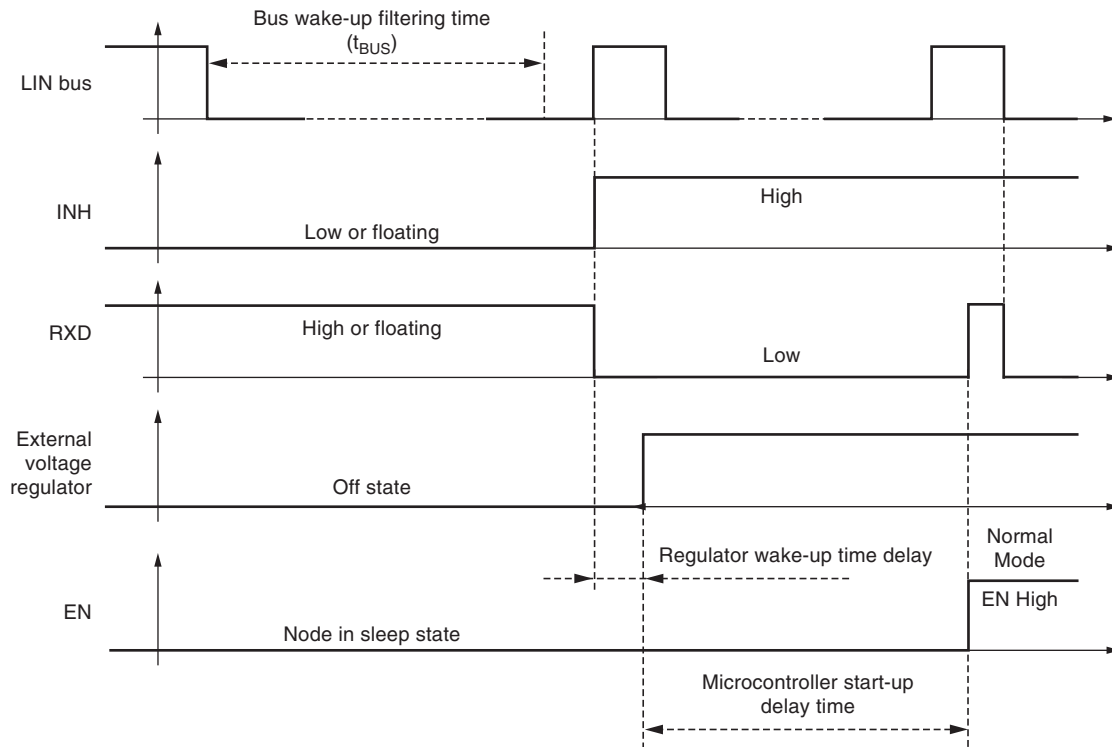 Bus wake-up filtering time
(tBUS)
LIN bus
INH
High
Low or floating
RXD
High or floating
Low
External
voltage
regulator
Off state
Regulator wake-up time delay
Normal
Mode
EN
EN High
Node in sleep state
Microcontroller start-up
delay time